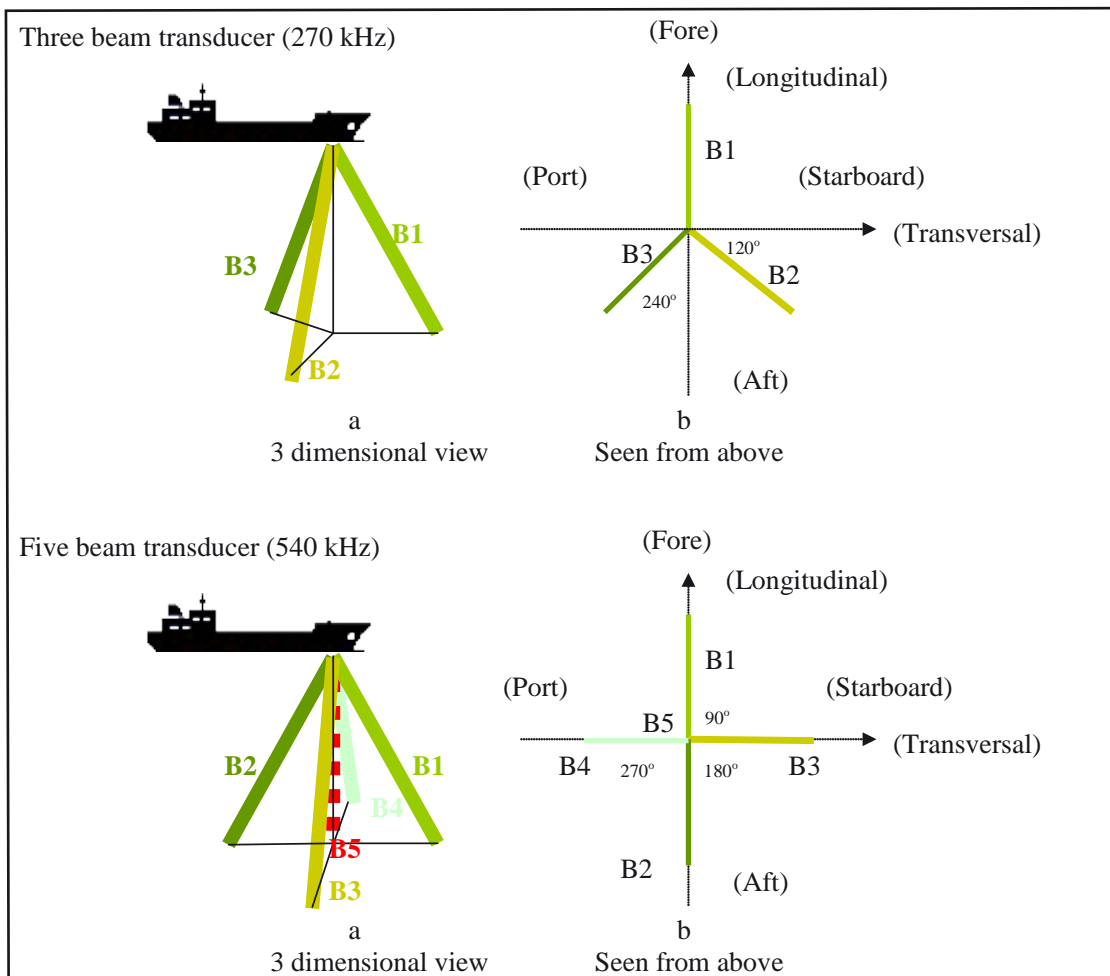 Three beam transducer (270 kHz)
(Fore)
(Longitudinal)
B1
(Port)
(Starboard)
(Transversal)
B1
B3
B2
B3
120º
B2
240º
(Aft)
a
3 dimensional view
b
Seen from above
Five beam transducer (540 kHz)
(Fore)
(Longitudinal)
B1
(Port)
(Starboard)
B5
90º
(Transversal)
B2
B1
B4
B4
270º
180º
B3
B5
B3
B2
(Aft)
a
3 dimensional view
b
Seen from above